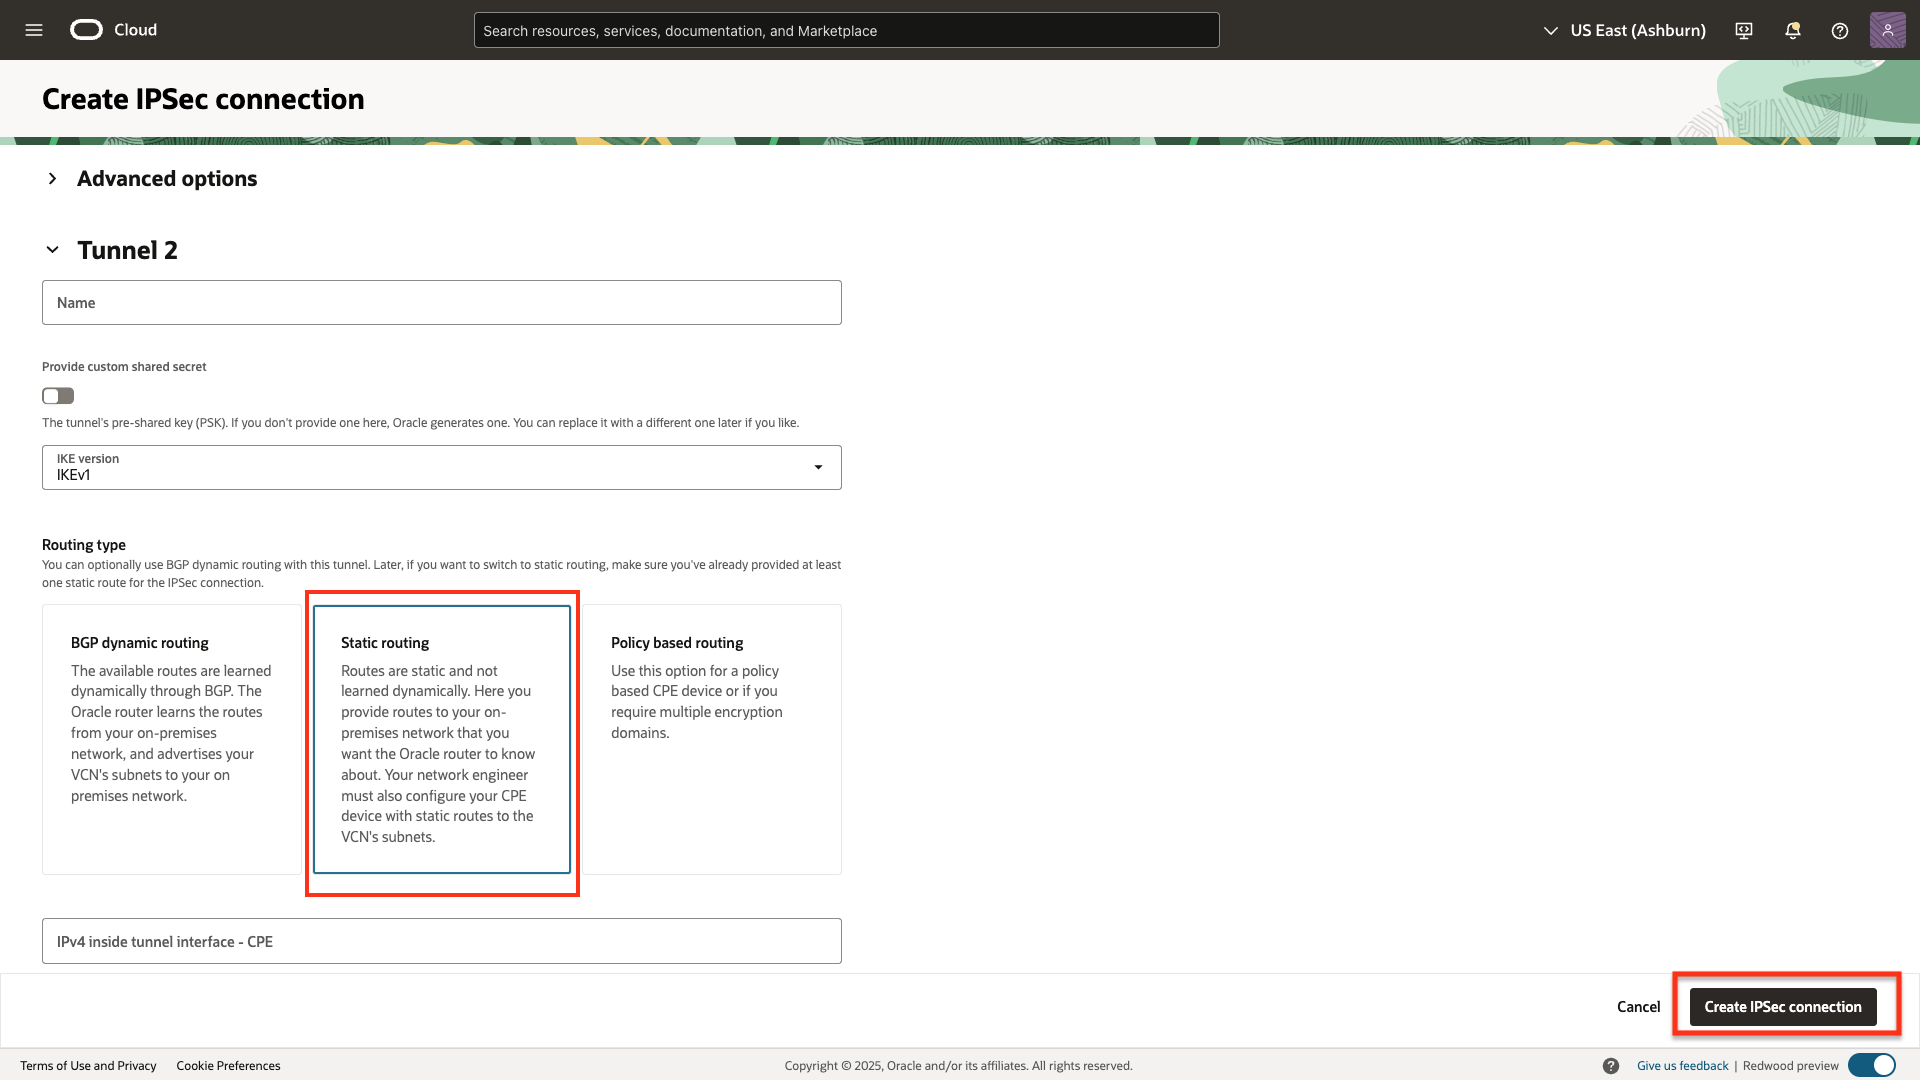 Cloud
Search resources, services, documentation, and Marketplace
US East (Ashburn)
Create IPSec connection
Advanced options
Tunnel 2
Name
Provide custom shared secret
The tunnel's pre-shared key (PSK). If you don't provide one here, Oracle generates one. You can replace it with a different one later if you like.
IKE version
IKEv1
Routing type
You can optionally use BGP dynamic routing with this tunnel. Later, if you want to switch to static routing, make sure you've already provided at least
one static route for the IPSec connection.
BGP dynamic routing
The available routes are learned
dynamically through BGP. The
Oracle router learns the routes
from your on-premises
network, and advertises your
VCN's subnets to your on
premises network.
Static routing
Routes are static and not
learned dynamically. Here you
provide routes to your on-
premises network that you
want the Oracle router to know
about. Your network engineer
must also configure your CPE
device with static routes to the
VCN's subnets.
Policy based routing
Use this option for a policy
based CPE device or if you
require multiple encryption
domains.
IPv4 inside tunnel interface - CPE
Cancel
Create IPSec connection
Terms of Use and Privacy
Cookie Preferences
Copyright © 2025, Oracle and/or its affiliates. All rights reserved.
Give us feedback | Redwood preview